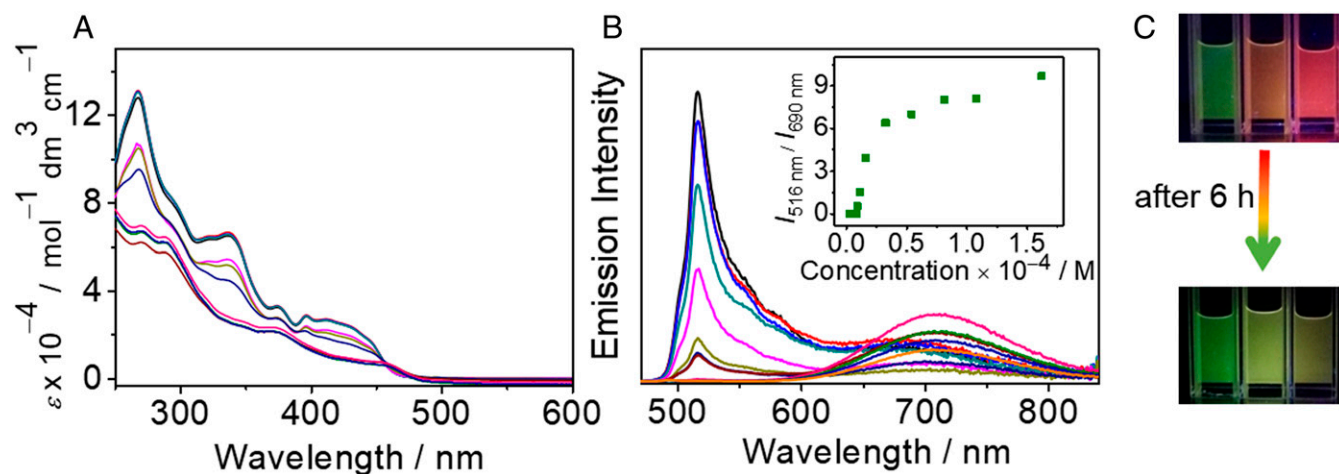 A
ε x 10⁻⁴ / mol⁻¹ dm³ cm⁻¹
12
8
4
0
300
400
500
600
Wavelength / nm
B
Emission Intensity
500
600
700
800
Wavelength / nm
I516 nm / I690 nm
9
6
3
0
0.0
0.5
1.0
1.5
Concentration × 10⁻⁴ / M
C
after 6 h